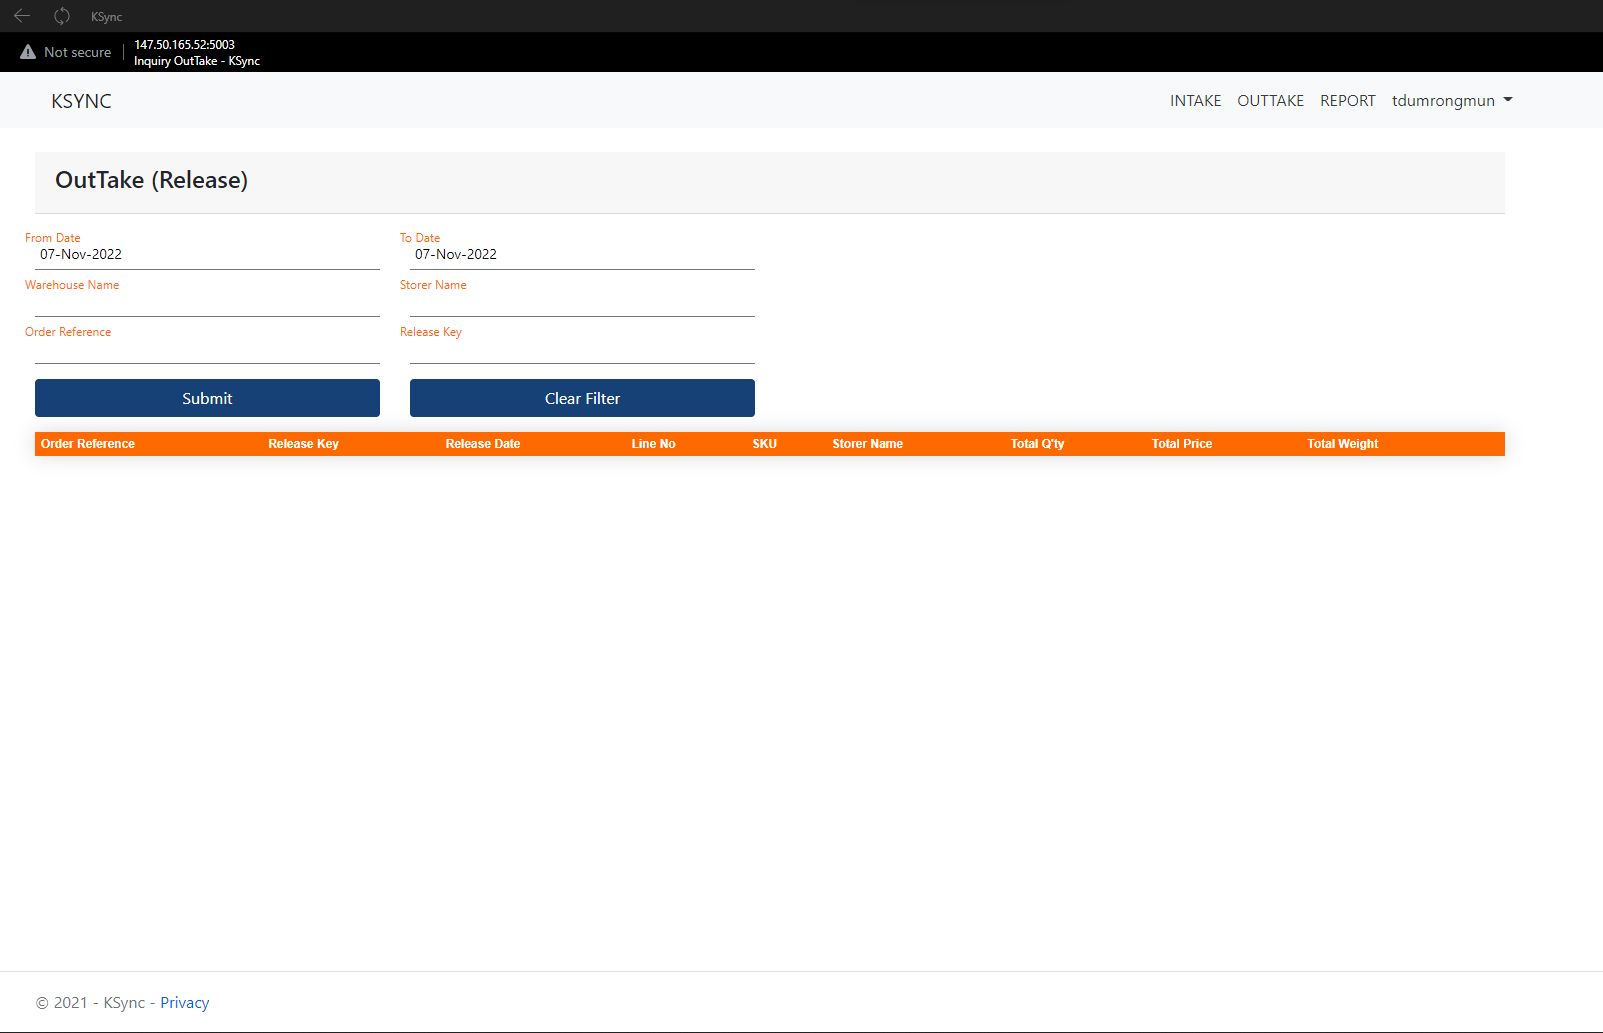 KSync
Not secure
147.50.165.52:5003
Inquiry OutTake - KSync
KSYNC
INTAKE OUTTAKE REPORT tdumrongmun
OutTake (Release)
From Date To Date
07-Nov-2022 07-Nov-2022
Warehouse Name Storer Name
Order Reference Release Key
Submit Clear Filter
Order Reference Release Key Release Date Line No SKU Storer Name Total Q'ty Total Price Total Weight
© 2021 - KSync - Privacy